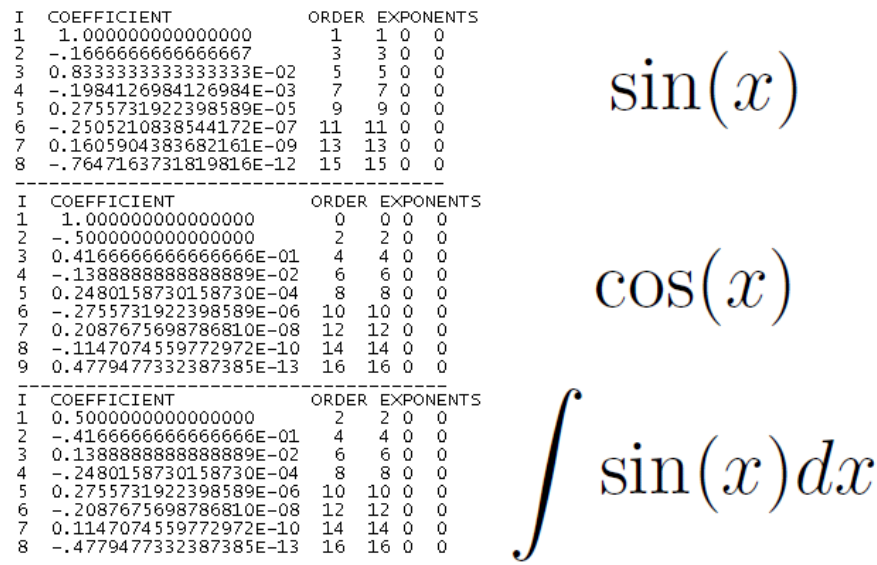 I COEFFICIENT ORDER EXPONENTS
1 1.000000000000000 1 1 0 0
2 -.1666666666666667 3 3 0 0
3 0.8333333333333333E-02 5 5 0 0
4 -.1984126984126984E-03 7 7 0 0
5 0.2755731922398589E-05 9 9 0 0
6 -.2505210838544172E-07 11 11 0 0
7 0.1605904383682161E-09 13 13 0 0
8 -.7647163731819816E-12 15 15 0 0
sin(x)
----------------------------------------
I COEFFICIENT ORDER EXPONENTS
1 1.000000000000000 0 0 0 0
2 -.5000000000000000 2 2 0 0
3 0.4166666666666666E-01 4 4 0 0
4 -.1388888888888889E-02 6 6 0 0
5 0.2480158730158730E-04 8 8 0 0
6 -.2755731922398589E-06 10 10 0 0
7 0.2087675698786810E-08 12 12 0 0
8 -.1147074559772972E-10 14 14 0 0
9 0.4779477332387385E-13 16 16 0 0
cos(x)
----------------------------------------
I COEFFICIENT ORDER EXPONENTS
1 0.5000000000000000 2 2 0 0
2 -.4166666666666666E-01 4 4 0 0
3 0.1388888888888889E-02 6 6 0 0
4 -.2480158730158730E-04 8 8 0 0
5 0.2755731922398589E-06 10 10 0 0
6 -.2087675698786810E-08 12 12 0 0
7 0.1147074559772972E-10 14 14 0 0
8 -.4779477332387385E-13 16 16 0 0
∫ sin(x)dx